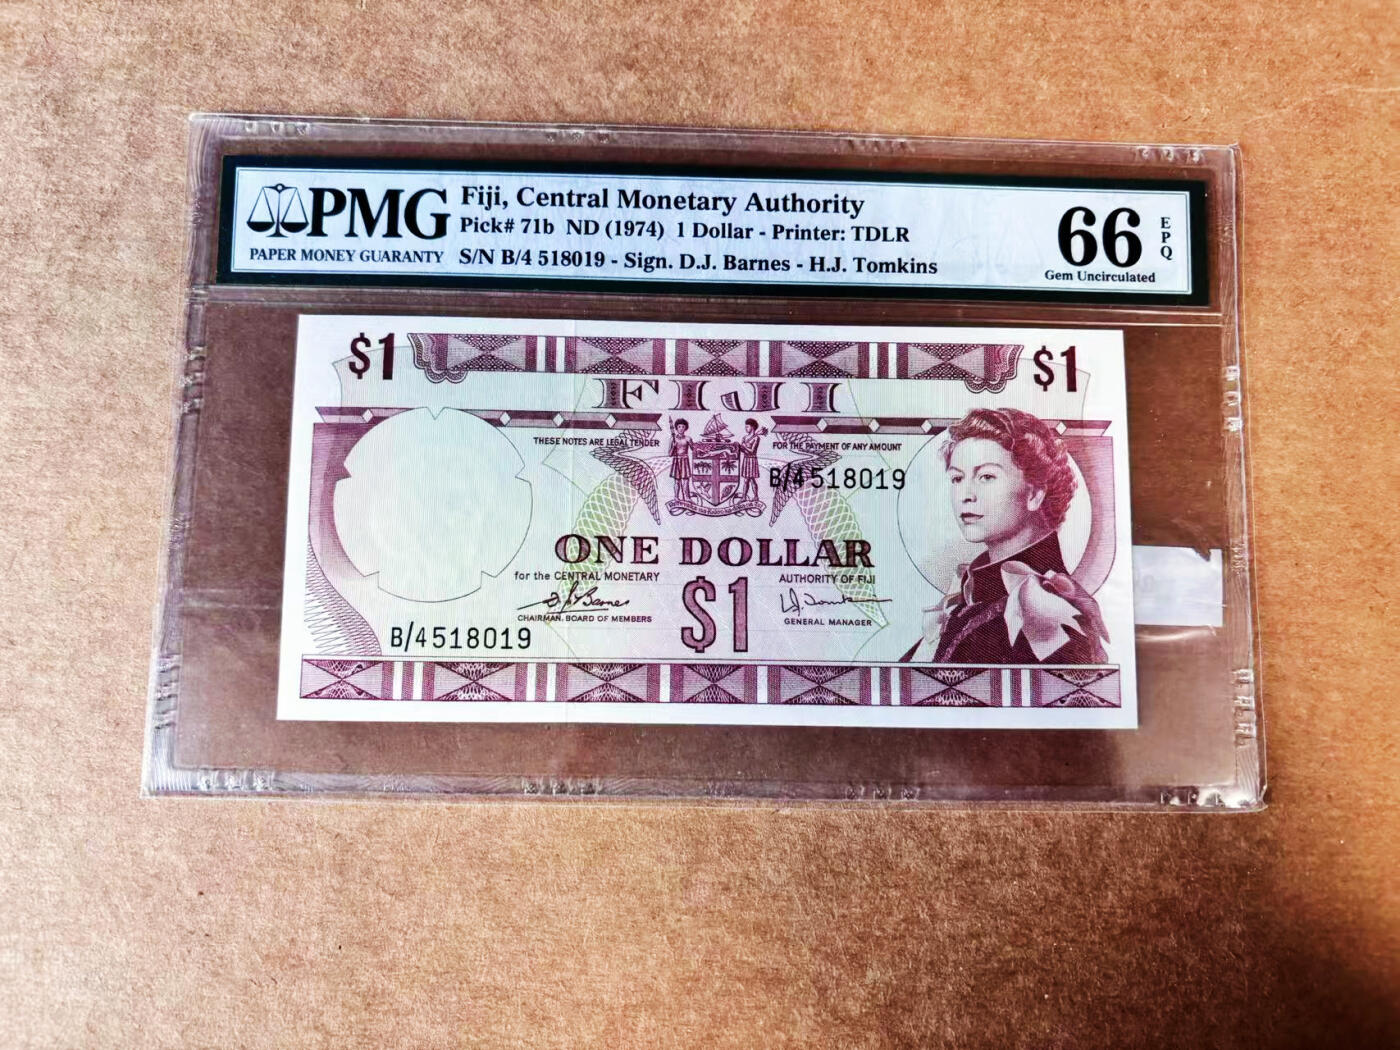 PMG
PAPER MONEY GUARANTY
Fiji, Central Monetary Authority
Pick# 71b ND (1974) 1 Dollar - Printer: TDLR
S/N B/4 518019 - Sign. D.J. Barnes - H.J. Tomkins
66 EPQ
Gem Uncirculated
$1 $1
FIJI
THESE NOTES ARE LEGAL TENDER FOR THE PAYMENT OF ANY AMOUNT
B/4518019
ONE DOLLAR
for the CENTRAL MONETARY AUTHORITY OF FIJI
$1
CHAIRMAN, BOARD OF MEMBERS GENERAL MANAGER
B/4518019